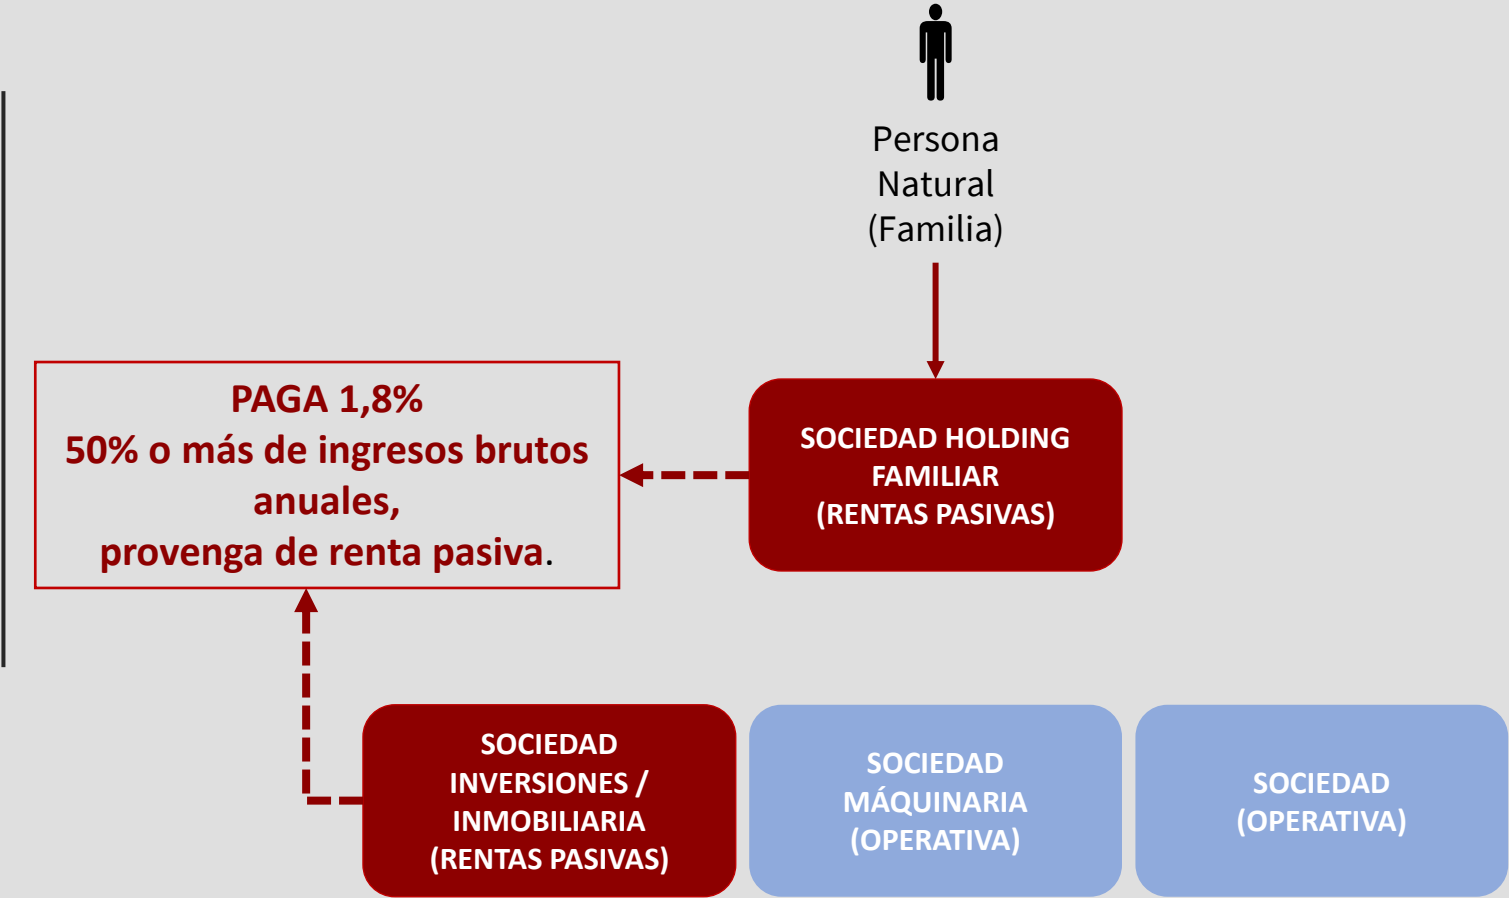 Persona
Natural
(Familia)
PAGA 1,8%
50% o más de ingresos brutos
anuales,
provenga de renta pasiva.
SOCIEDAD HOLDING
FAMILIAR
(RENTAS PASIVAS)
SOCIEDAD
INVERSIONES /
INMOBILIARIA
(RENTAS PASIVAS)
SOCIEDAD
MÁQUINARIA
(OPERATIVA)
SOCIEDAD
(OPERATIVA)